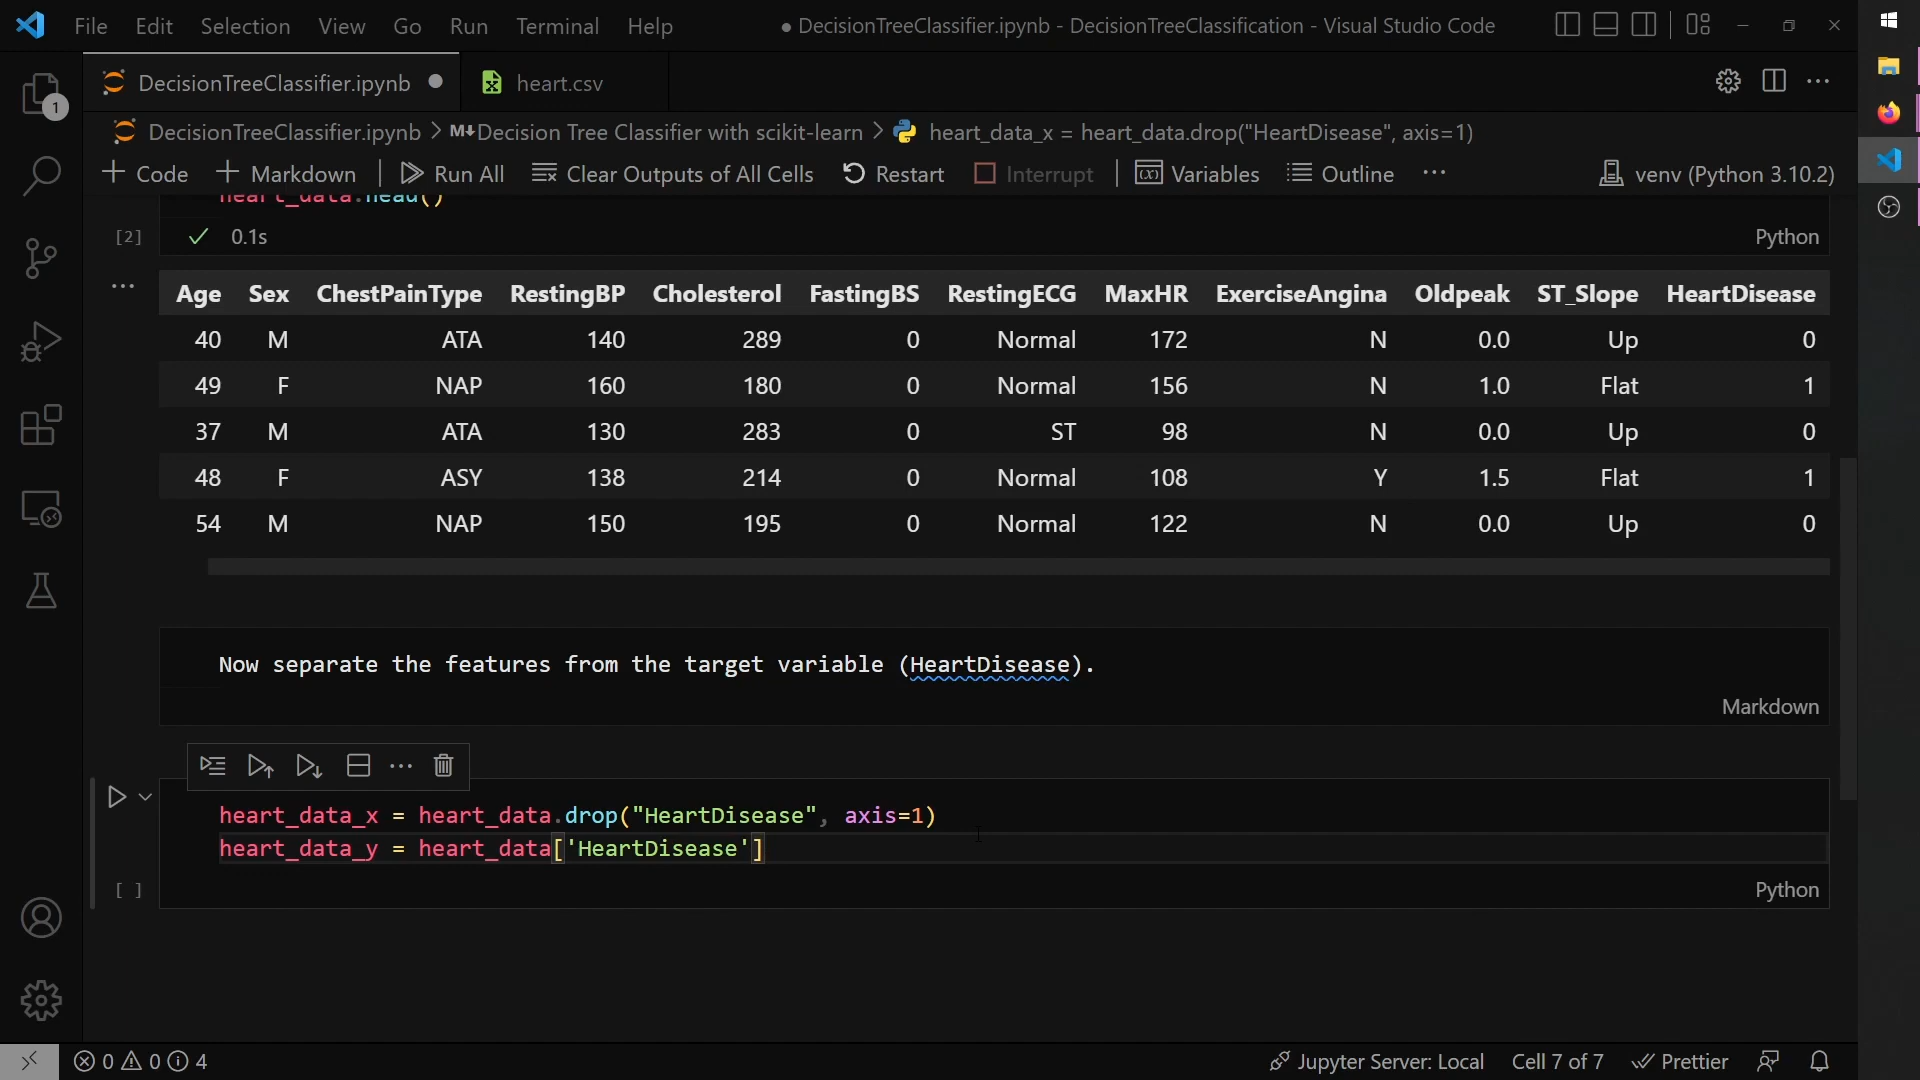 File Edit Selection View Go Run Terminal Help ● DecisionTreeClassifier.ipynb - DecisionTreeClassification - Visual Studio Code
DecisionTreeClassifier.ipynb ● heart.csv
1
DecisionTreeClassifier.ipynb > M↓Decision Tree Classifier with scikit-learn > heart_data_x = heart_data.drop("HeartDisease", axis=1)
+ Code + Markdown | Run All Clear Outputs of All Cells Restart Interrupt | Variables Outline ··· venv (Python 3.10.2)
heart_data.head()
[2] ✓ 0.1s Python
Age Sex ChestPainType RestingBP Cholesterol FastingBS RestingECG MaxHR ExerciseAngina Oldpeak ST_Slope HeartDisease
40 M ATA 140 289 0 Normal 172 N 0.0 Up 0
49 F NAP 160 180 0 Normal 156 N 1.0 Flat 1
37 M ATA 130 283 0 ST 98 N 0.0 Up 0
48 F ASY 138 214 0 Normal 108 Y 1.5 Flat 1
54 M NAP 150 195 0 Normal 122 N 0.0 Up 0
Now separate the features from the target variable (HeartDisease).
Markdown
heart_data_x = heart_data.drop("HeartDisease", axis=1)
heart_data_y = heart_data['HeartDisease']
[ ] Python
0 0 4 Jupyter Server: Local Cell 7 of 7 Prettier